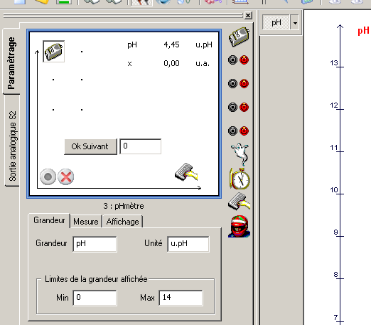 pH
pH
Paramétrage
Sortie analogique S2
pH 4,45 u.pH
x 0,00 u.a.
Ok Suivant 0
3 : pHmètre
Grandeur Mesure Affichage
Grandeur pH Unité u.pH
Limites de la grandeur affichée
Min 0 Max 14
13
12
11
10
9
8
7